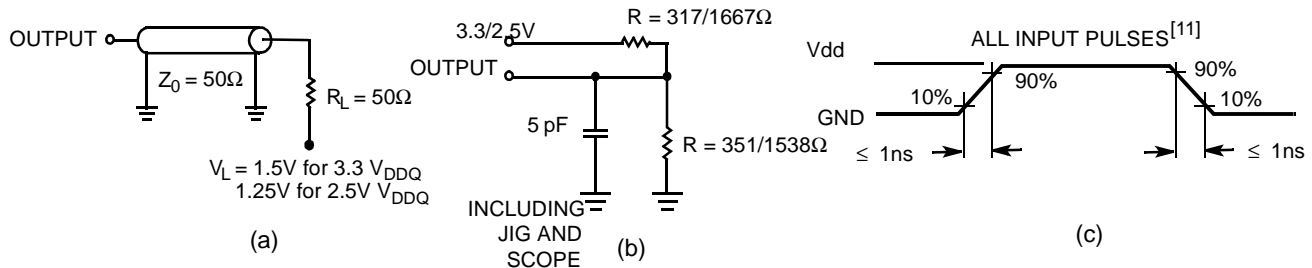 OUTPUT
Z0 = 50Ω
RL = 50Ω
VL = 1.5V for 3.3 VDDQ
1.25V for 2.5V VDDQ
(a)
R = 317/1667Ω
3.3/2.5V
OUTPUT
5 pF
R = 351/1538Ω
INCLUDING
JIG AND
SCOPE
(b)
ALL INPUT PULSES[11]
Vdd
90%
90%
10%
10%
GND
≤ 1ns
≤ 1ns
(c)